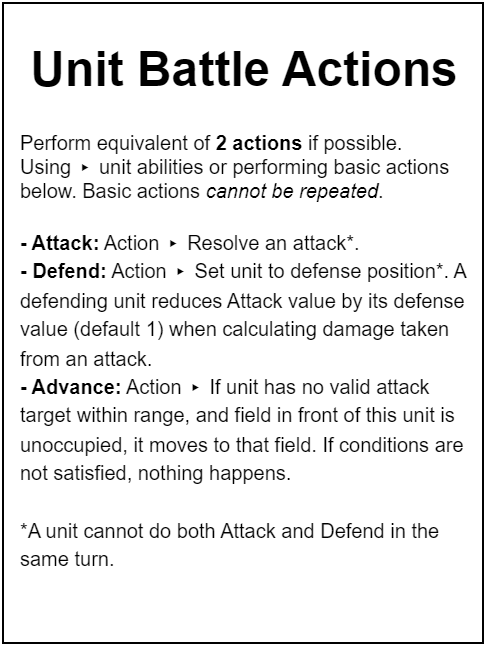 Unit Battle Actions
Perform equivalent of 2 actions if possible.
Using ‣ unit abilities or performing basic actions
below. Basic actions cannot be repeated.
- Attack: Action ‣ Resolve an attack*.
- Defend: Action ‣ Set unit to defense position*. A
defending unit reduces Attack value by its defense
value (default 1) when calculating damage taken
from an attack.
- Advance: Action ‣ If unit has no valid attack
target within range, and field in front of this unit is
unoccupied, it moves to that field. If conditions are
not satisfied, nothing happens.
*A unit cannot do both Attack and Defend in the
same turn.